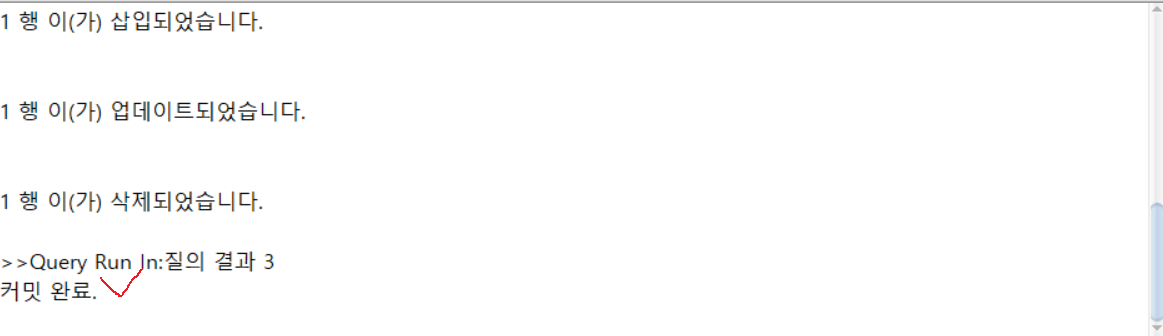 1 행 이(가) 삽입되었습니다.
1 행 이(가) 업데이트되었습니다.
1 행 이(가) 삭제되었습니다.
>>Query Run In:질의 결과 3
커밋 완료.